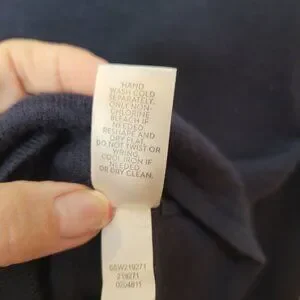 HAND
WASH COLD
SEPARATELY.
ONLY NON-
CHLORINE
BLEACH IF
NEEDED
RESHAPE AND
DRY FLAT.
DO NOT TWIST OR
WRING.
COOL IRON IF
NEEDED
OR DRY CLEAN.
219271